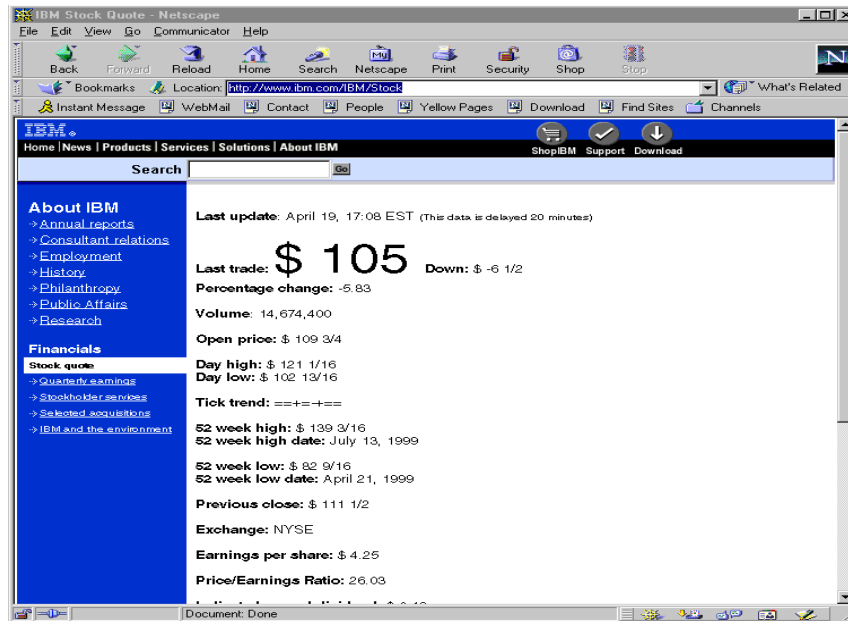 IBM Stock Quote - Netscape
File Edit View Go Communicator Help
Back Forward Reload Home Search Netscape Print Security Shop Stop
Bookmarks Location: http://www.ibm.com/IBM/Stock What's Related
Instant Message WebMail Contact People Yellow Pages Download Find Sites Channels
IBM
Home | News | Products | Services | Solutions | About IBM
ShopIBM Support Download
Search Go
About IBM
Annual reports
Consultant relations
Employment
History
Philanthropy
Public Affairs
Research
Financials
Stock quote
Quarterly earnings
Stockholder services
Selected acquisitions
IBM and the environment
Last update: April 19, 17:08 EST (This data is delayed 20 minutes)
Last trade: $ 105 Down: $ -6 1/2
Percentage change: -5.83
Volume: 14,674,400
Open price: $ 109 3/4
Day high: $ 121 1/16
Day low: $ 102 13/16
Tick trend: ==+=-+==
52 week high: $ 139 3/16
52 week high date: July 13, 1999
52 week low: $ 82 9/16
52 week low date: April 21, 1999
Previous close: $ 111 1/2
Exchange: NYSE
Earnings per share: $ 4.25
Price/Earnings Ratio: 26.03
Document: Done